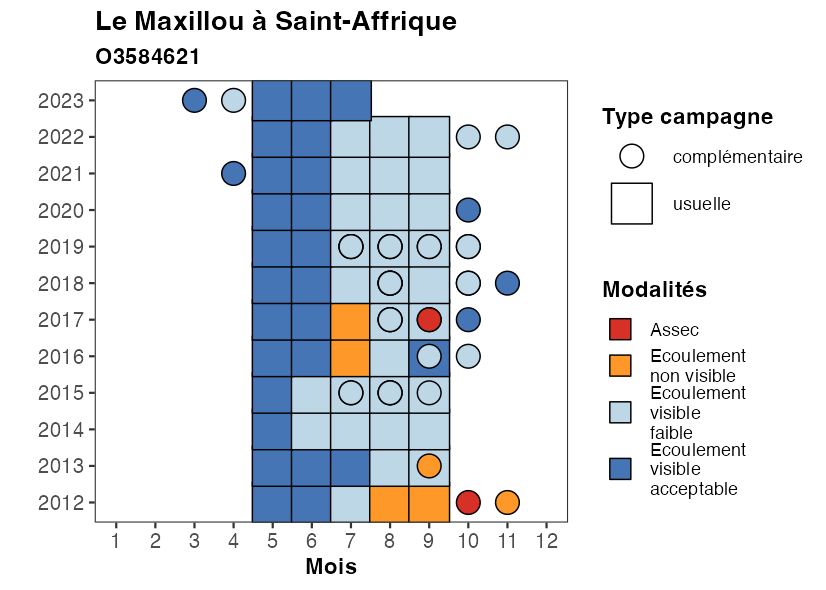 Le Maxillou à Saint-Affrique
O3584621
2023
2022
2021
2020
2019
2018
2017
2016
2015
2014
2013
2012
1 2 3 4 5 6 7 8 9 10 11 12
Mois
Type campagne
complémentaire
usuelle
Modalités
Assec
Ecoulement
non visible
Ecoulement
visible
faible
Ecoulement
visible
acceptable